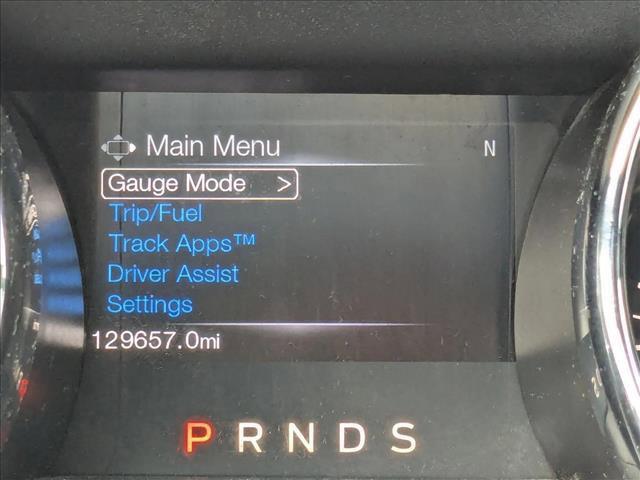 Main Menu N
Gauge Mode >
Trip/Fuel
Track Apps™
Driver Assist
Settings
129657.0mi
P R N D S